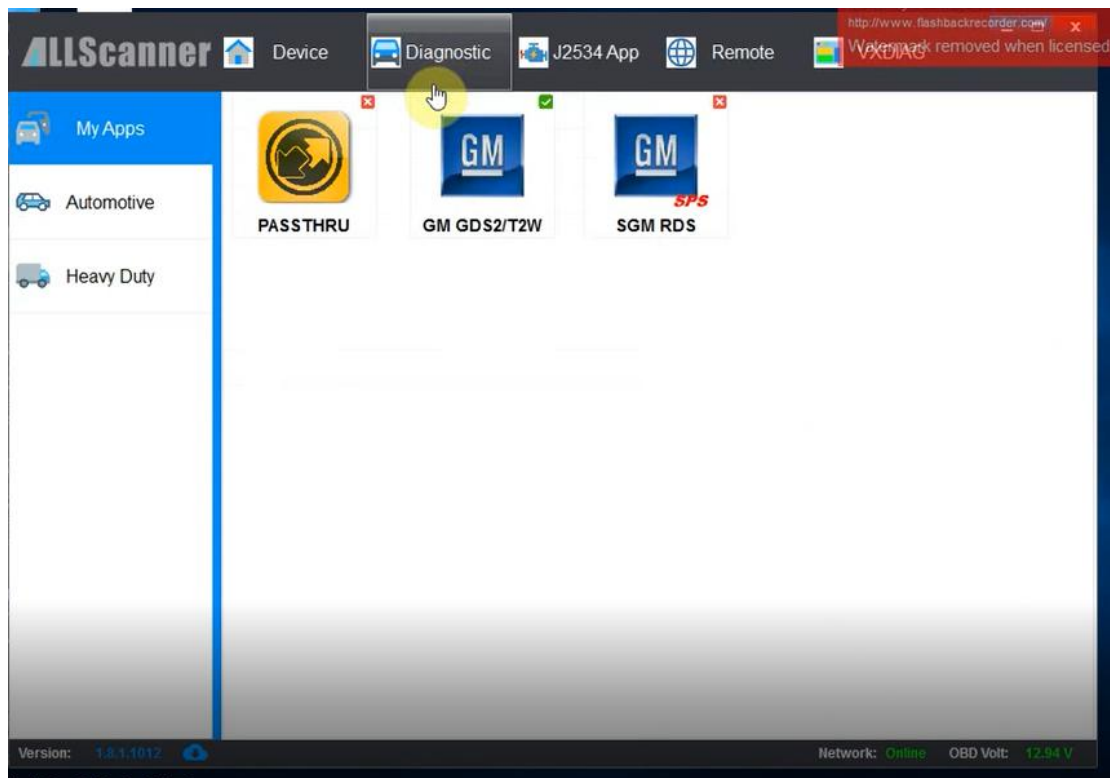 http://www.flashbackrecorder.com/
Watermark removed when licensed
ALLScanner
Device
Diagnostic
J2534 App
Remote
VXDIAG
My Apps
Automotive
Heavy Duty
GM
GM
SPS
PASSTHRU
GM GDS2/T2W
SGM RDS
Version: 1.8.1.1012
Network: Online OBD Volt: 12.94 V